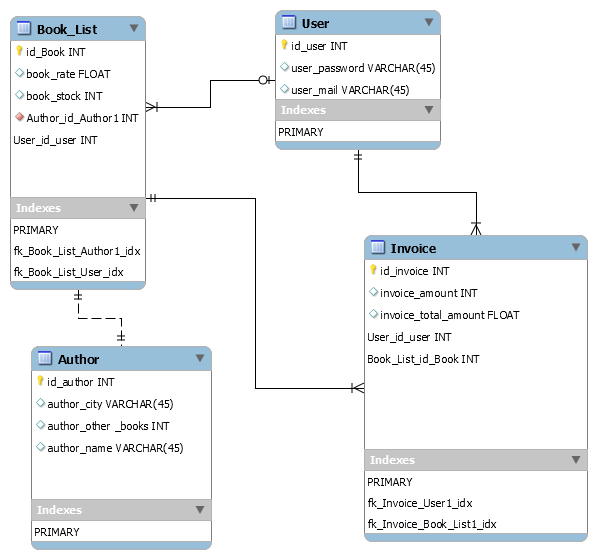 Book_List
id_Book INT
book_rate FLOAT
book_stock INT
Author_id_Author1 INT
User_id_user INT
Indexes
PRIMARY
fk_Book_List_Author1_idx
fk_Book_List_User_idx
User
id_user INT
user_password VARCHAR(45)
user_mail VARCHAR(45)
Indexes
PRIMARY
Invoice
id_invoice INT
invoice_amount INT
invoice_total_amount FLOAT
User_id_user INT
Book_List_id_Book INT
Indexes
PRIMARY
fk_Invoice_User1_idx
fk_Invoice_Book_List1_idx
Author
id_author INT
author_city VARCHAR(45)
author_other _books INT
author_name VARCHAR(45)
Indexes
PRIMARY